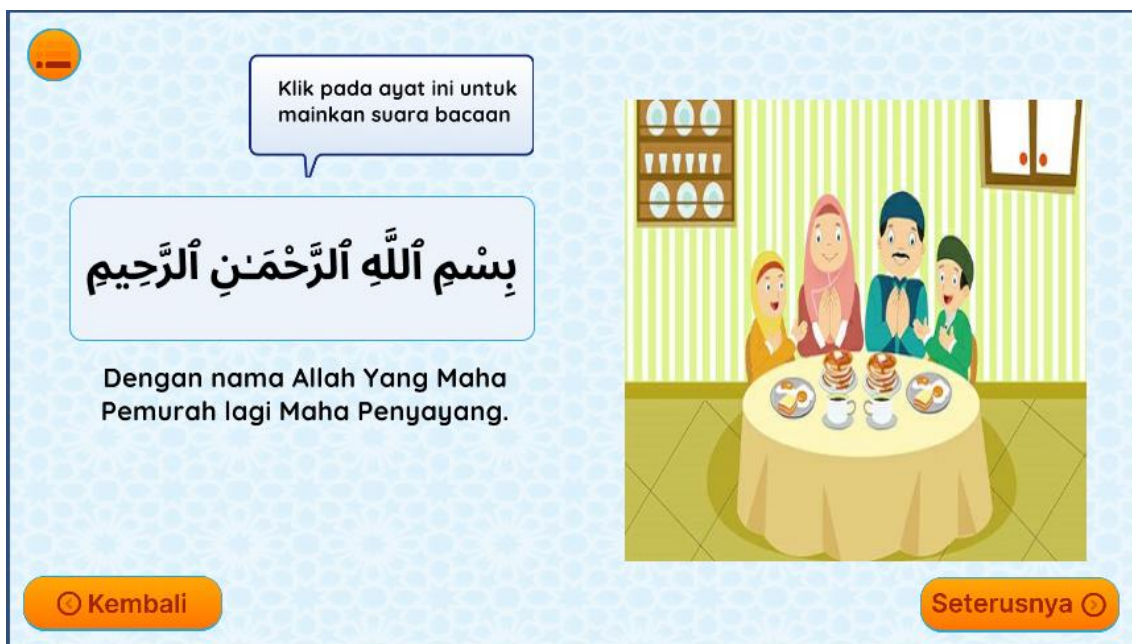 Klik pada ayat ini untuk
mainkan suara bacaan
بِسْمِ ٱللَّهِ ٱلرَّحْمَـٰنِ ٱلرَّحِيمِ
Dengan nama Allah Yang Maha
Pemurah lagi Maha Penyayang.
Kembali
Seterusnya